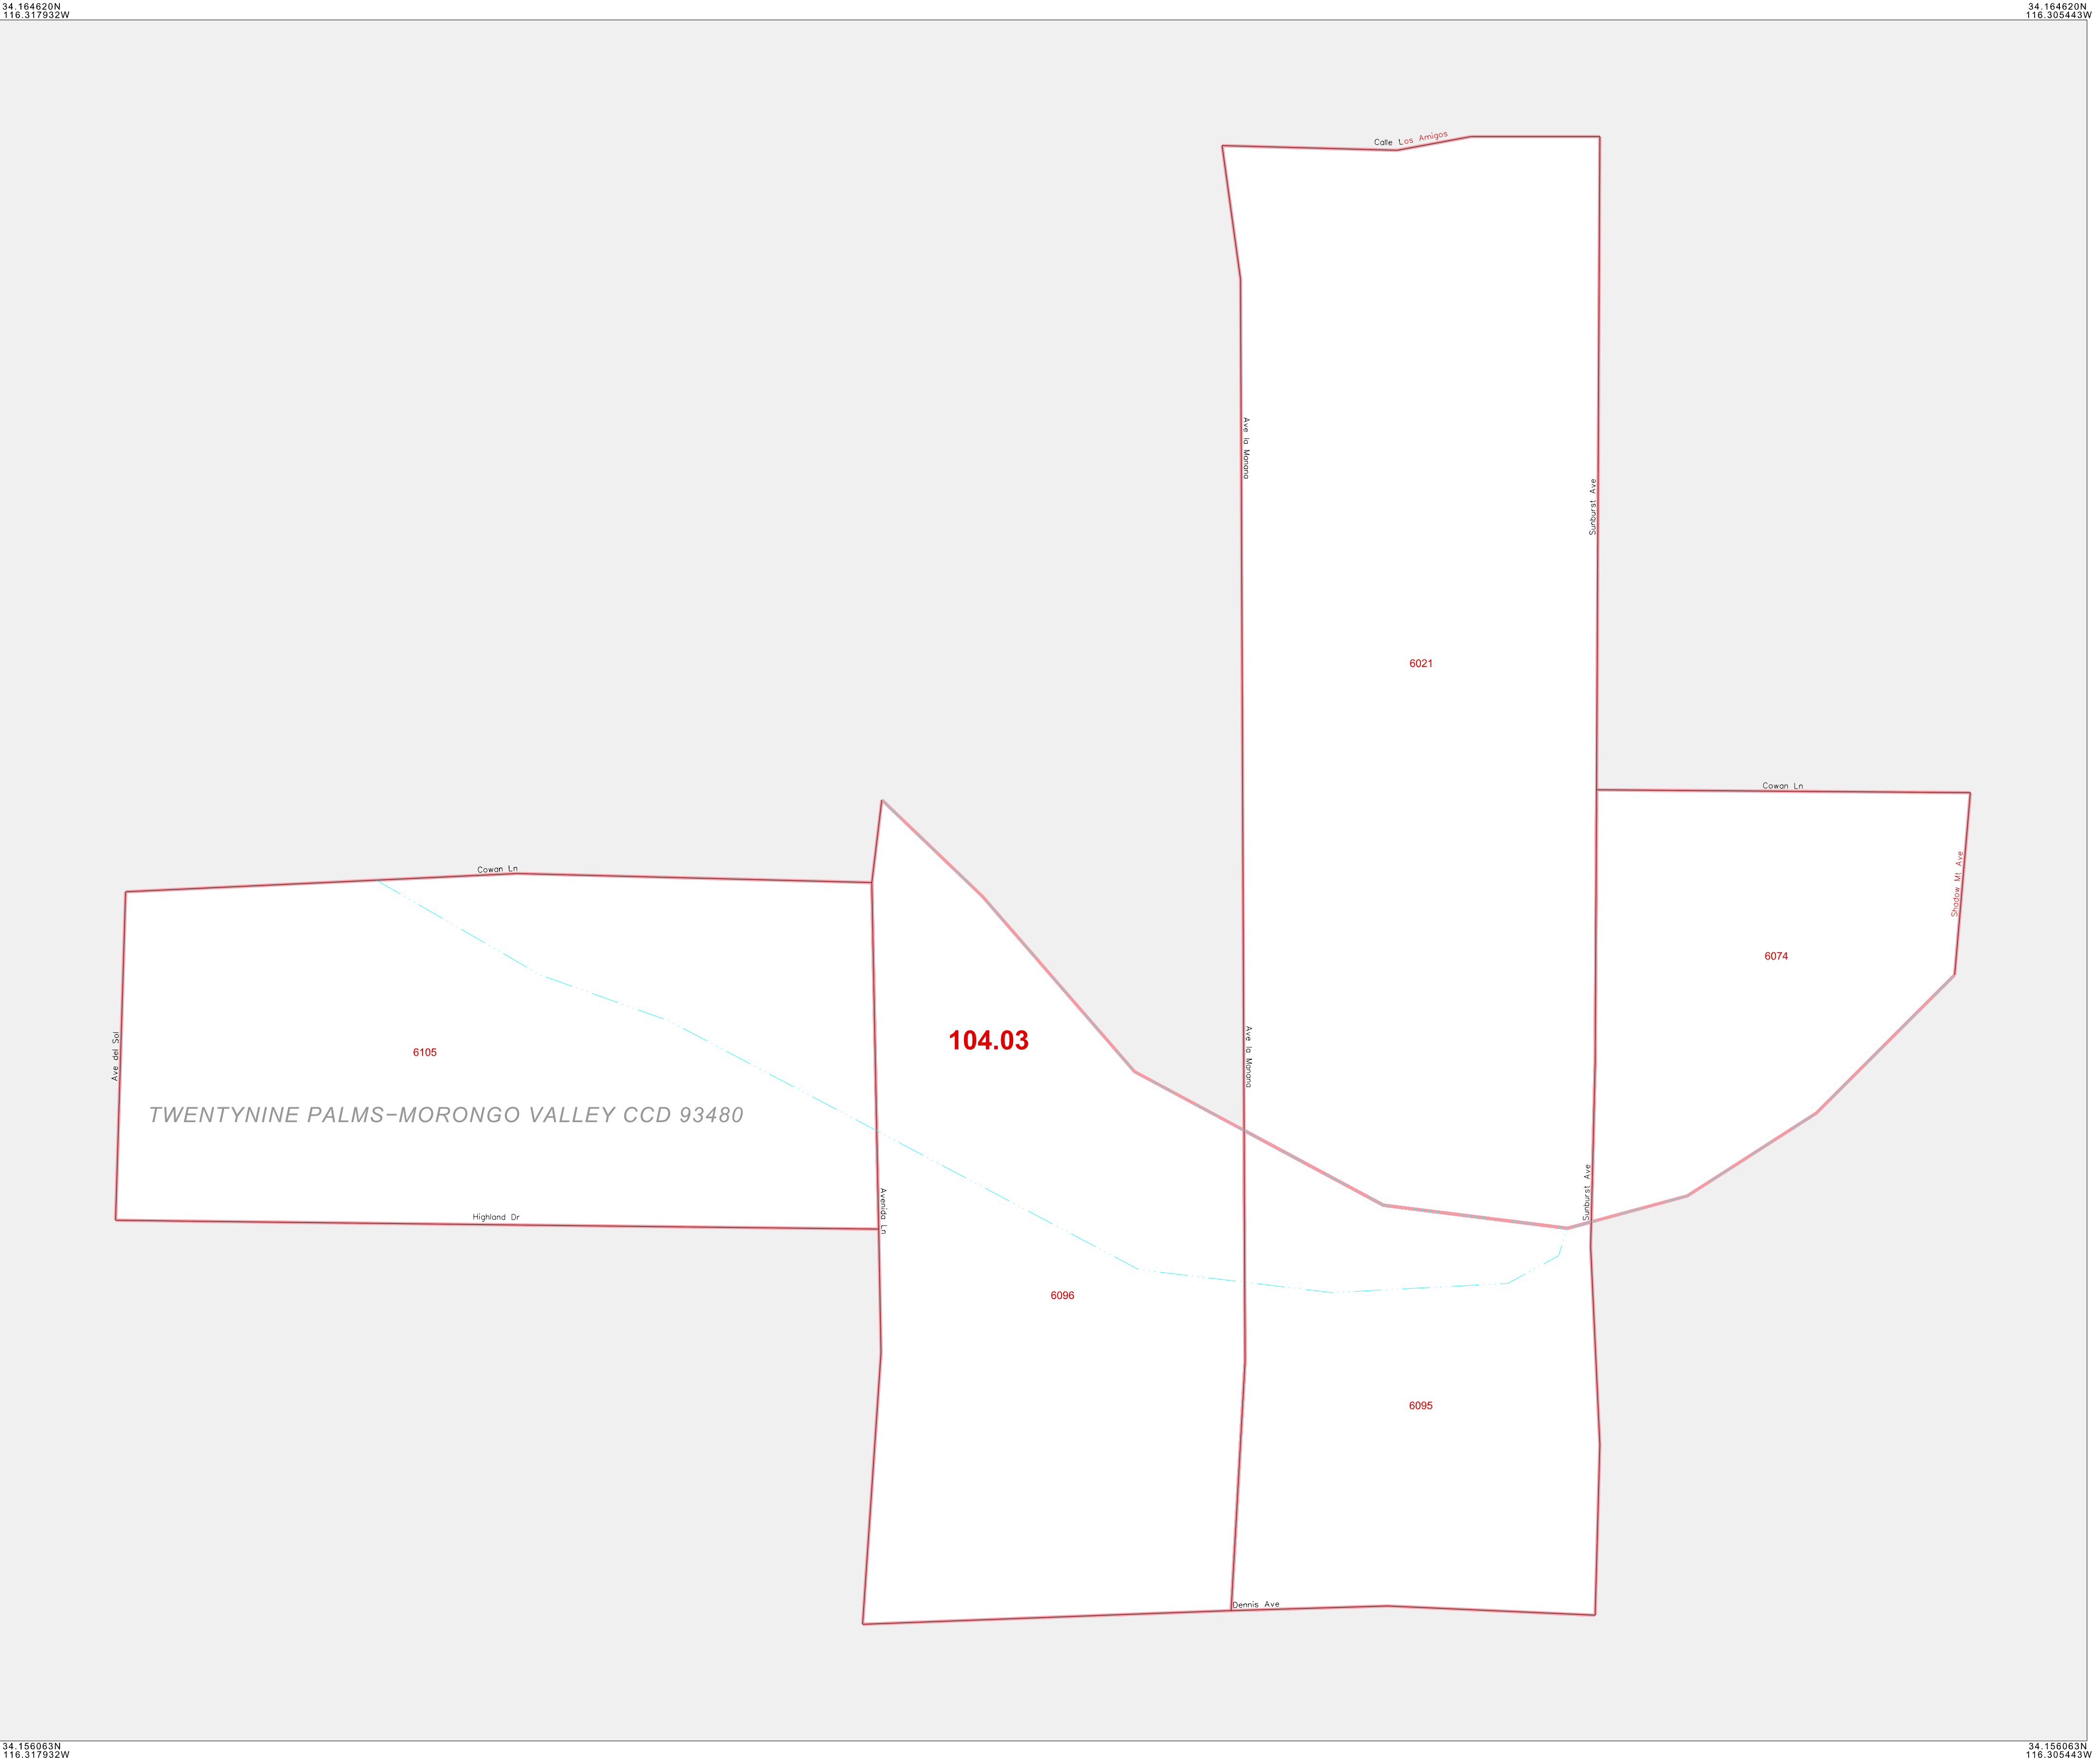 34.164620N
116.317932W
34.164620N
116.305443W
Calle Los Amigos
Ave la Manana
Sunburst Ave
6021
Cowan Ln
Cowan Ln
Shadow Mt Ave
6074
104.03
Ave del Sol
6105
Ave la Manana
TWENTYNINE PALMS-MORONGO VALLEY CCD 93480
Sunburst Ave
Highland Dr
Avenida Ln
6096
6095
Dennis Ave
34.156063N
116.317932W
34.156063N
116.305443W